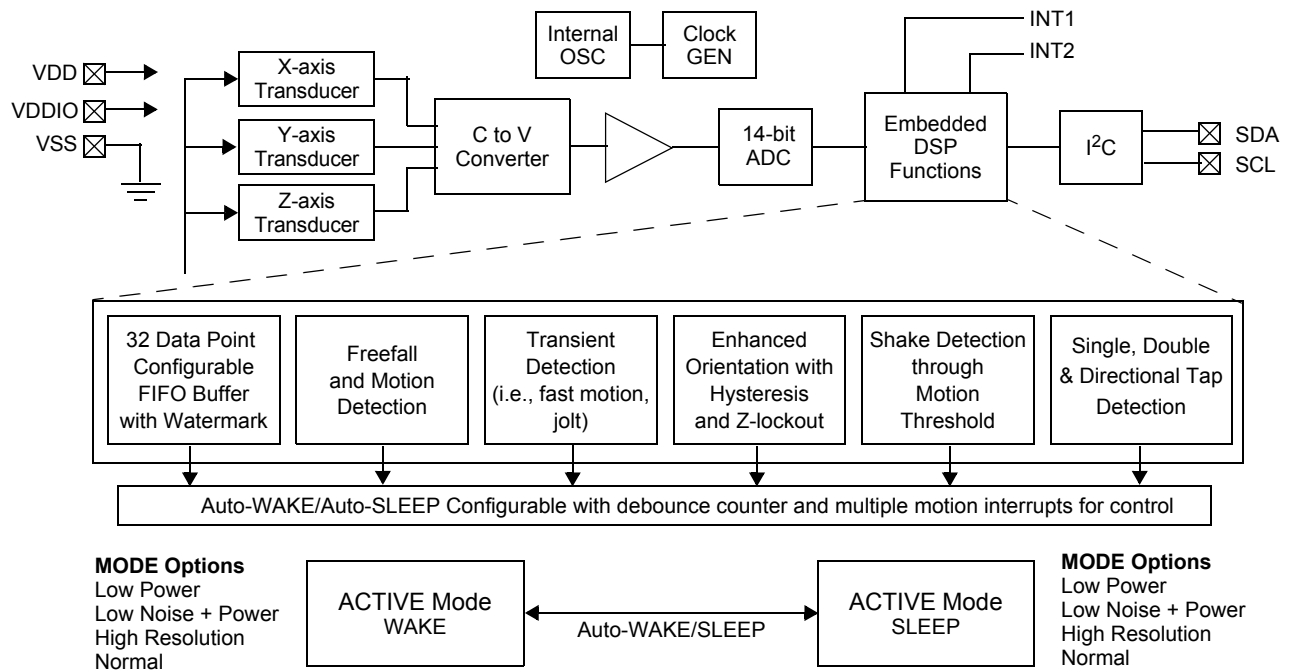 VDD
VDDIO
VSS
X-axis
Transducer
Y-axis
Transducer
Z-axis
Transducer
C to V
Converter
Internal
OSC
Clock
GEN
14-bit
ADC
Embedded
DSP
Functions
INT1
INT2
I²C
SDA
SCL
32 Data Point
Configurable
FIFO Buffer
with Watermark
Freefall
and Motion
Detection
Transient
Detection
(i.e., fast motion,
jolt)
Enhanced
Orientation with
Hysteresis
and Z-lockout
Shake Detection
through
Motion
Threshold
Single, Double
& Directional Tap
Detection
Auto-WAKE/Auto-SLEEP Configurable with debounce counter and multiple motion interrupts for control
MODE Options
Low Power
Low Noise + Power
High Resolution
Normal
ACTIVE Mode
WAKE
Auto-WAKE/SLEEP
ACTIVE Mode
SLEEP
MODE Options
Low Power
Low Noise + Power
High Resolution
Normal